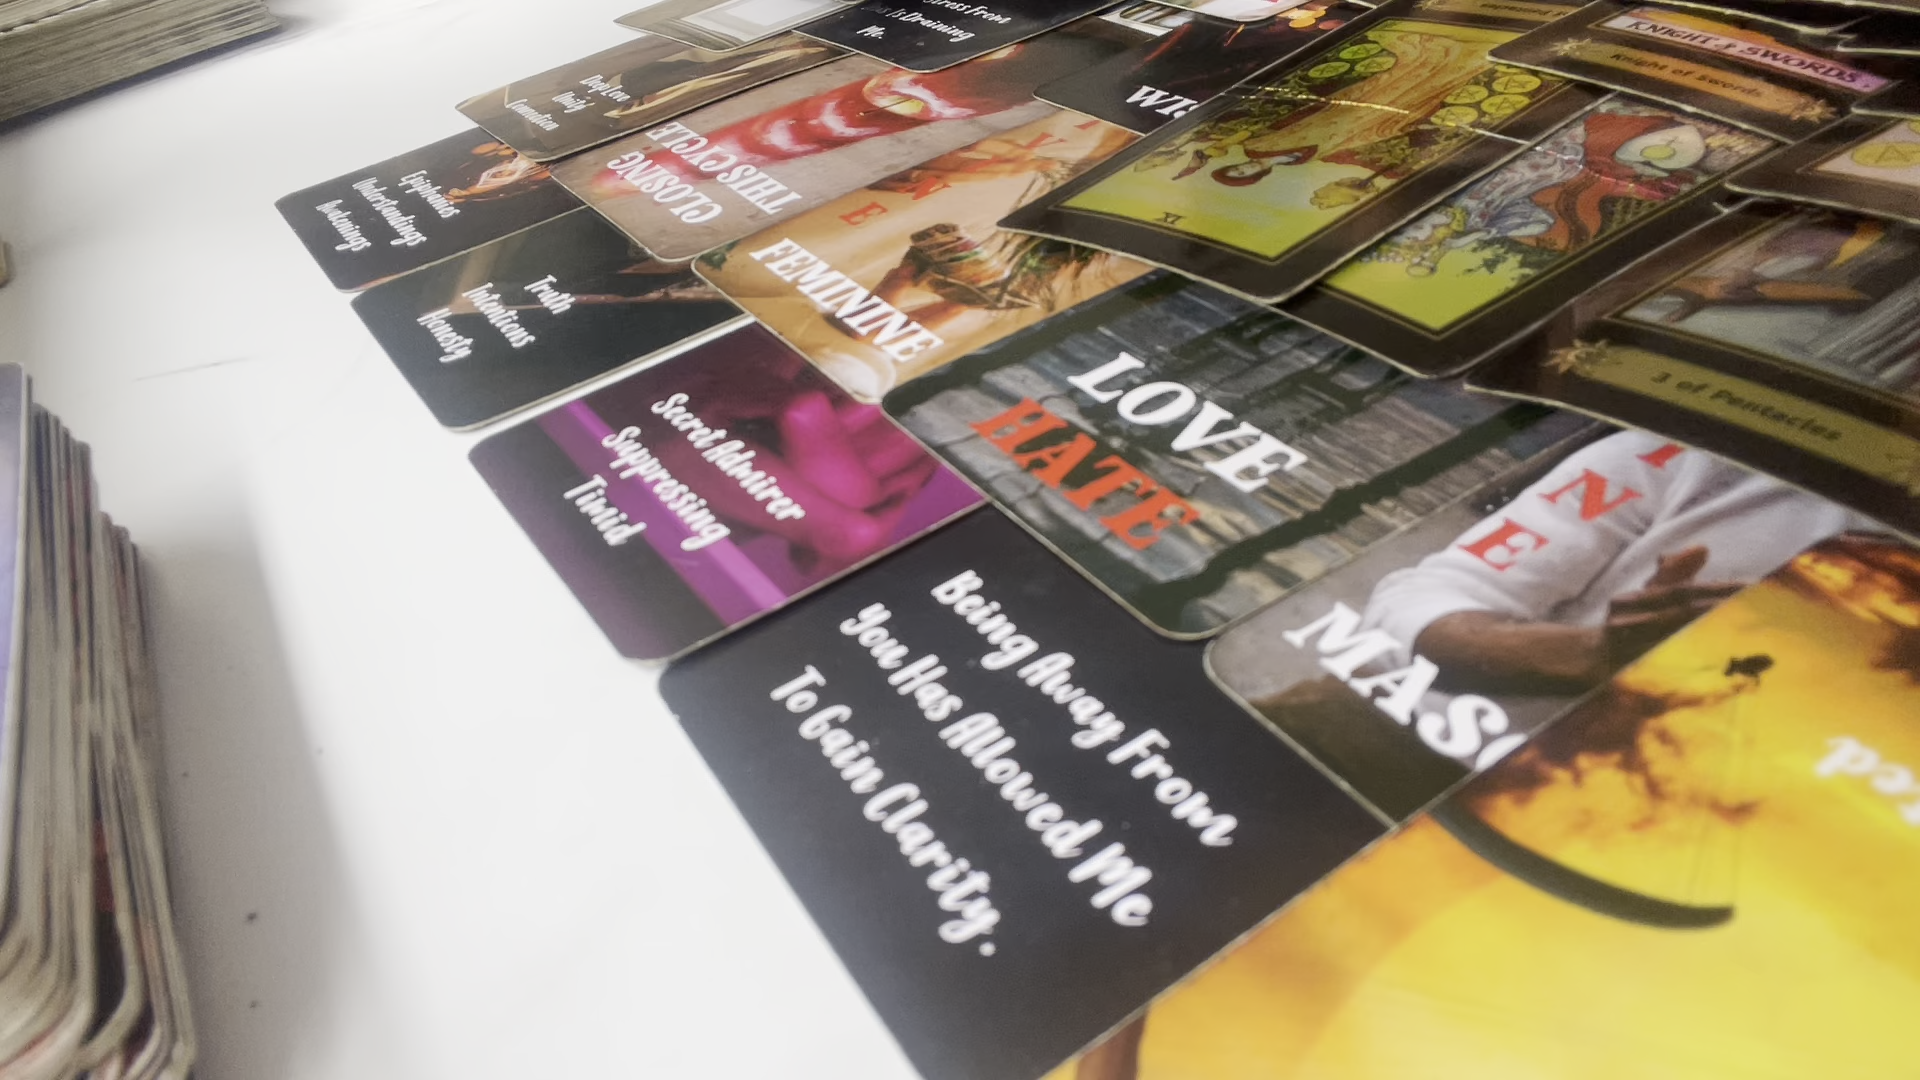 Stress From
Is Draining
Me.
Deep Love
Unity
Connection
CLOSING
THIS CYCLE
Epiphanies
Understandings
Awakenings
Truth
Intentions
Honesty
FEMININE
N
E
KNIGHT of SWORDS
Knight of Swords
3 of Pentacles
LOVE
HATE
Secret Admirer
Suppressing
Timid
N
E
MASC
Being Away From
You Has Allowed Me
To Gain Clarity.